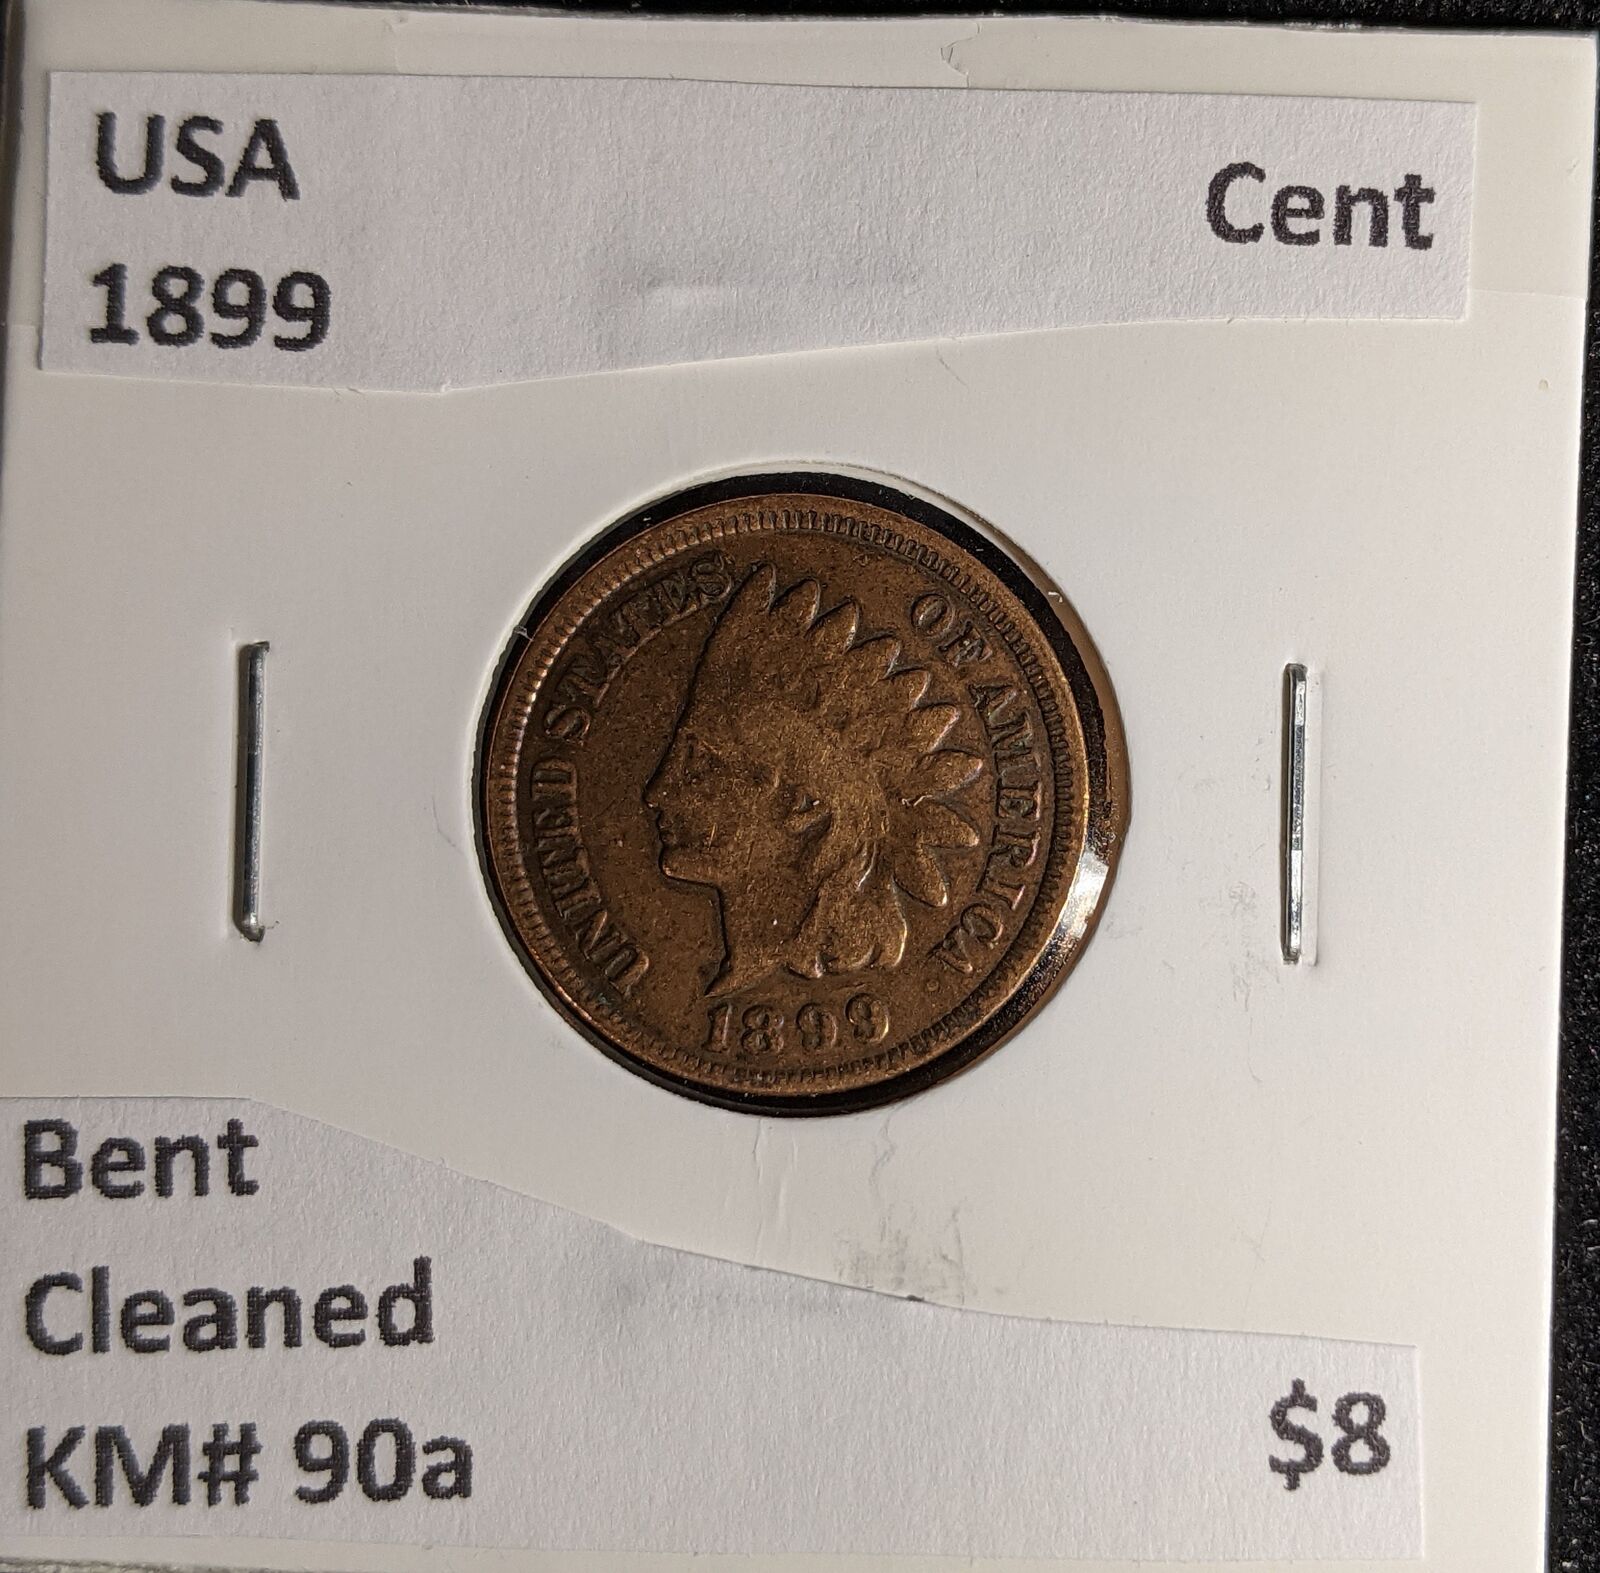 USA
Cent
1899
UNITED STATES OF AMERICA
1899
Bent
Cleaned
KM# 90a
$8